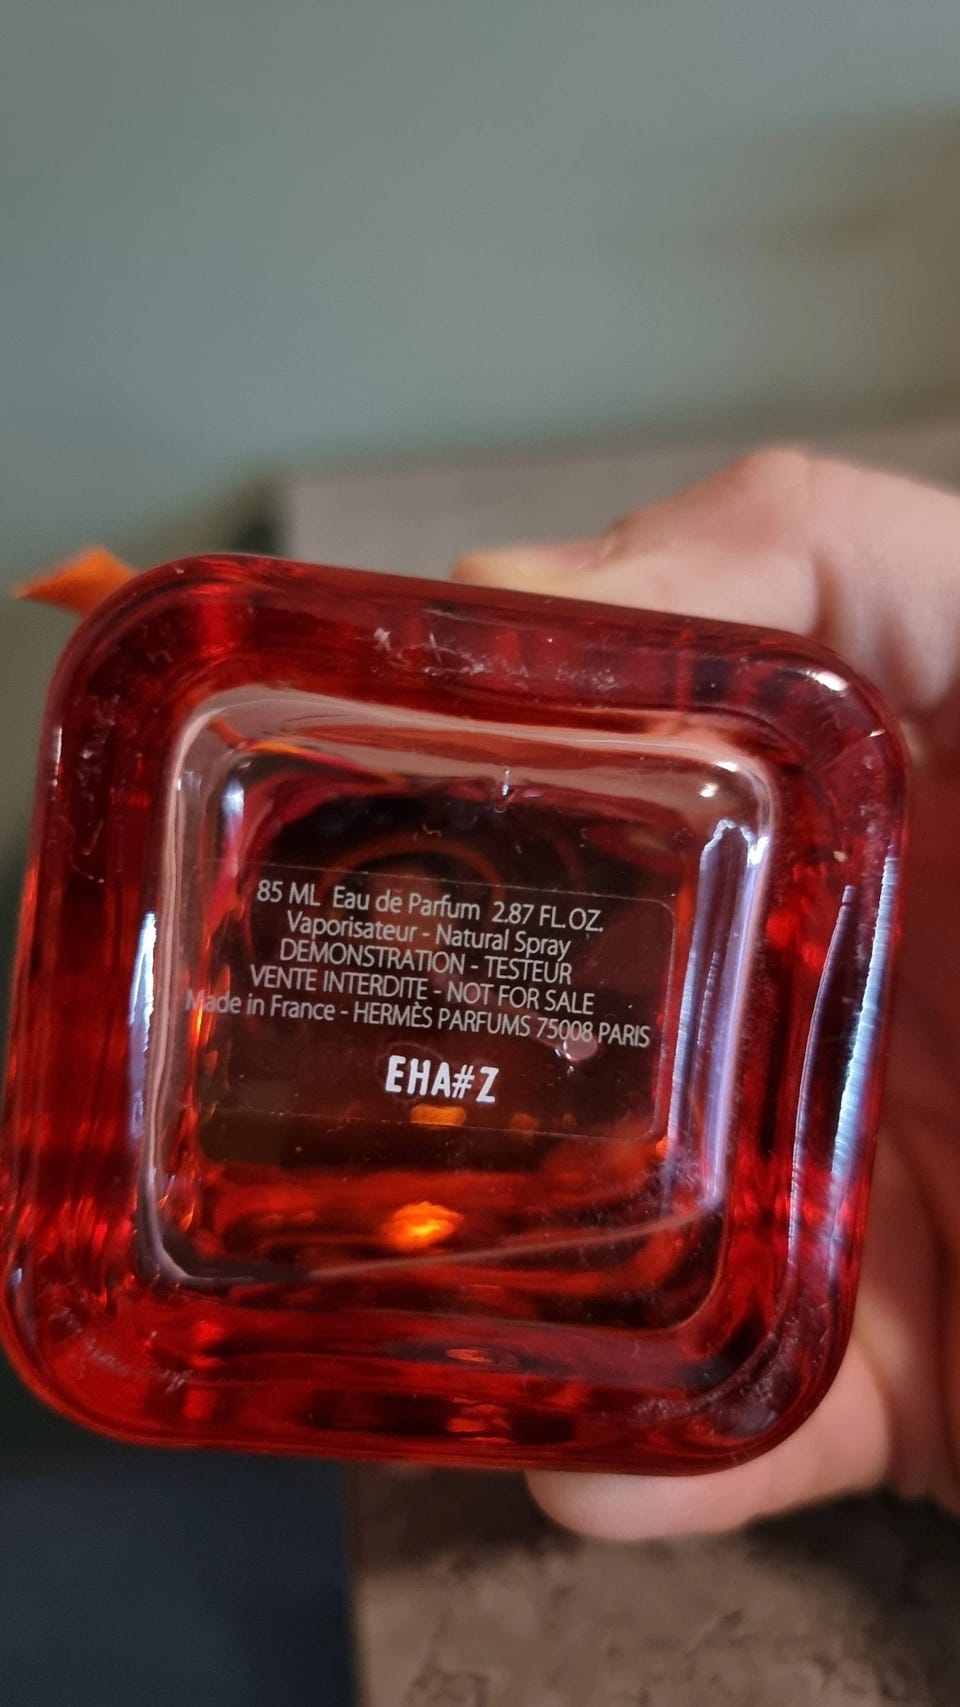 85 ML Eau de Parfum 2.87 FL.OZ.
Vaporisateur - Natural Spray
DEMONSTRATION - TESTEUR
VENTE INTERDITE - NOT FOR SALE
Made in France - HERMÈS PARFUMS 75008 PARIS
EHA#Z